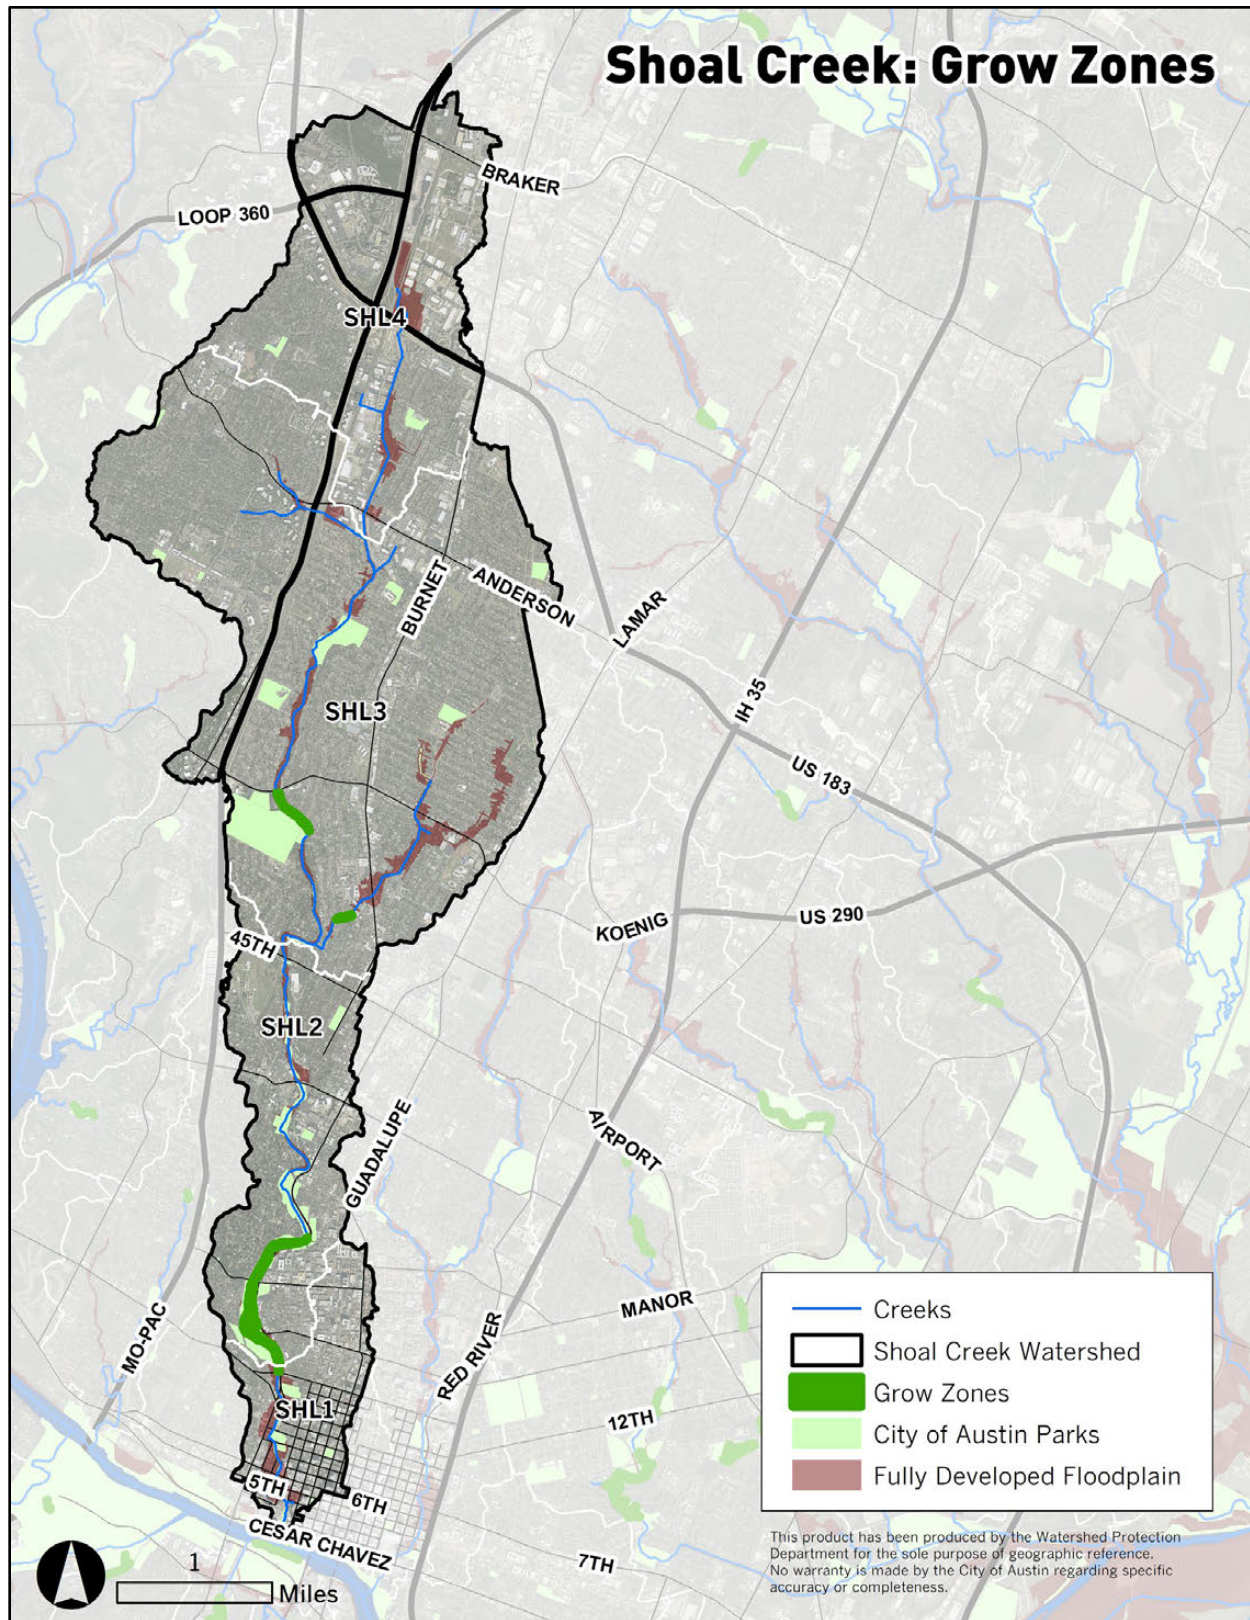 Shoal Creek: Grow Zones
BRAKER
LOOP 360
SHL4
BURNET
ANDERSON
LAMAR
IH 35
SHL3
US 183
KOENIG
US 290
45TH
SHL2
GUADALUPE
AIRPORT
MO-PAC
RED RIVER
MANOR
SHL1
12TH
5TH
6TH
CESAR CHAVEZ
7TH
Creeks
Shoal Creek Watershed
Grow Zones
City of Austin Parks
Fully Developed Floodplain
This product has been produced by the Watershed Protection
Department for the sole purpose of geographic reference.
No warranty is made by the City of Austin regarding specific
accuracy or completeness.
1
Miles